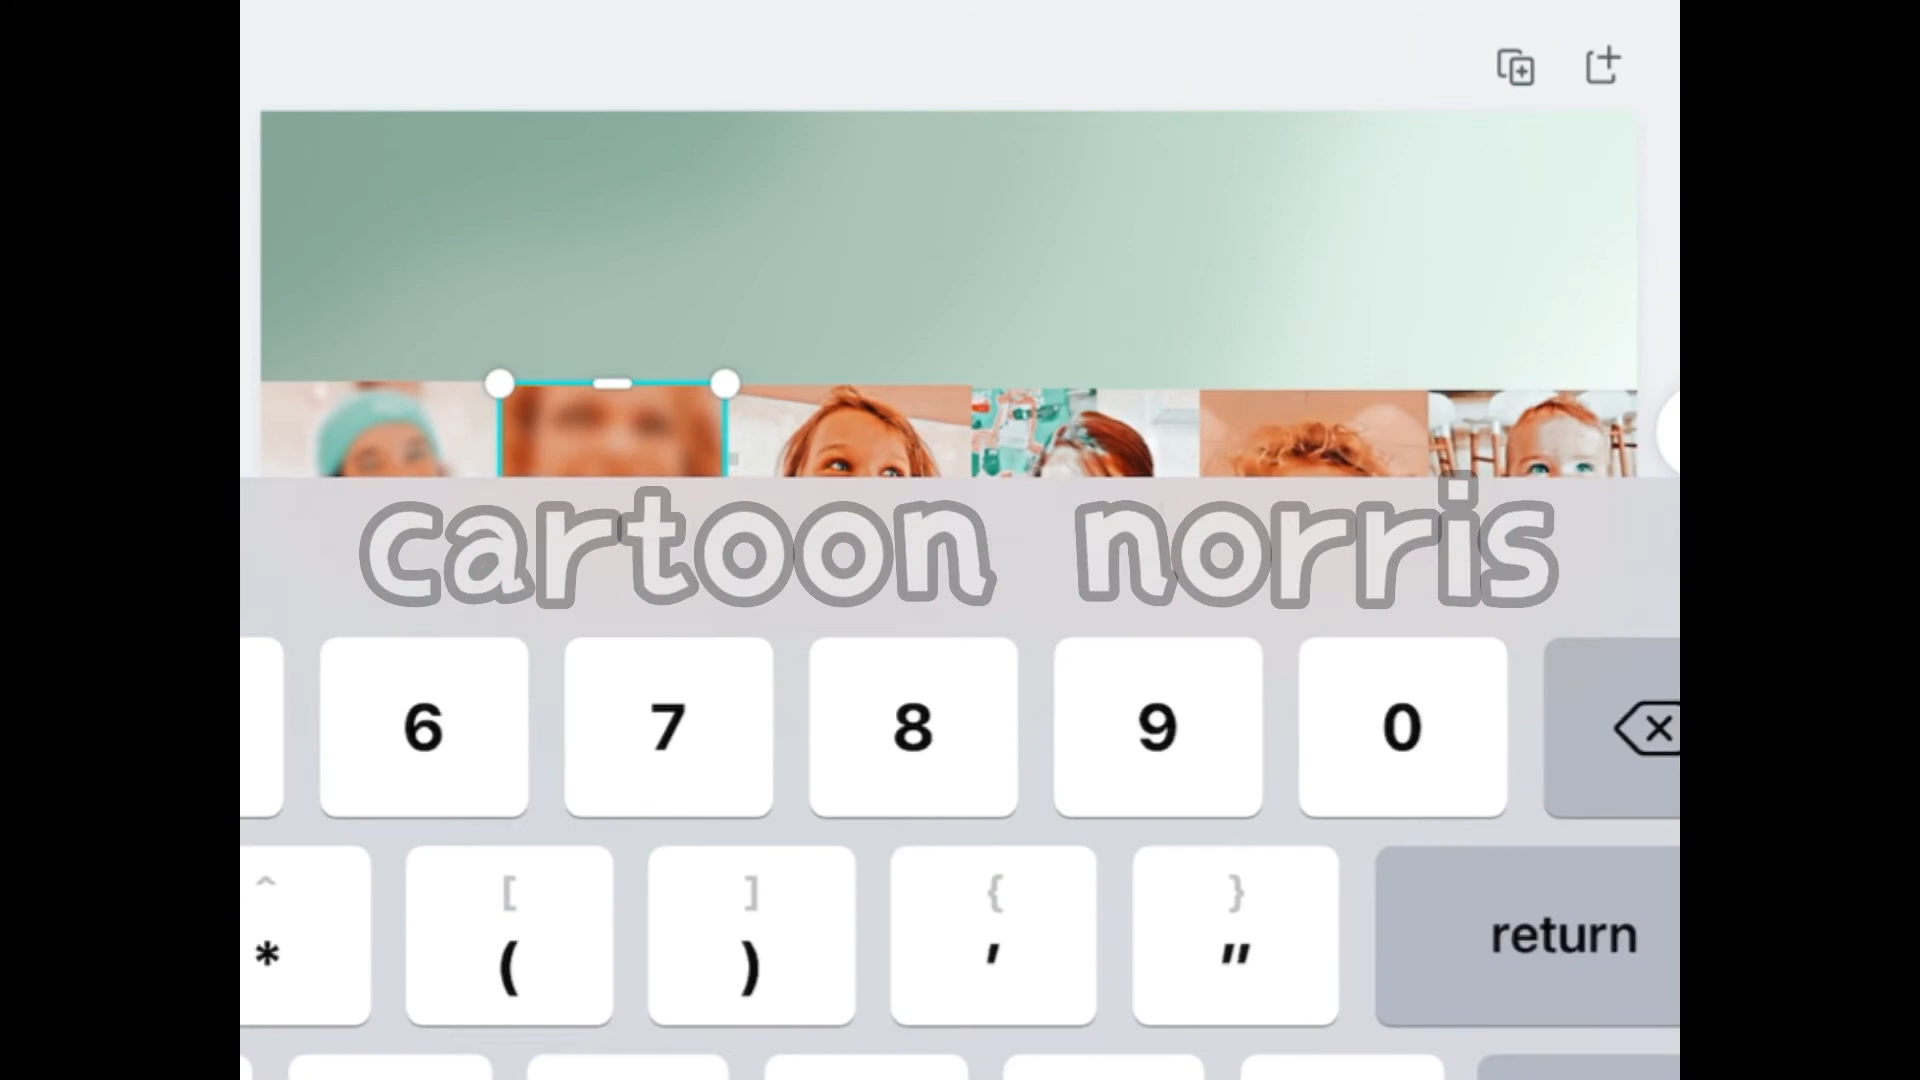 cartoon norris
6 7 8 9 0
^ [ ] { }
* ( ) ' "
return